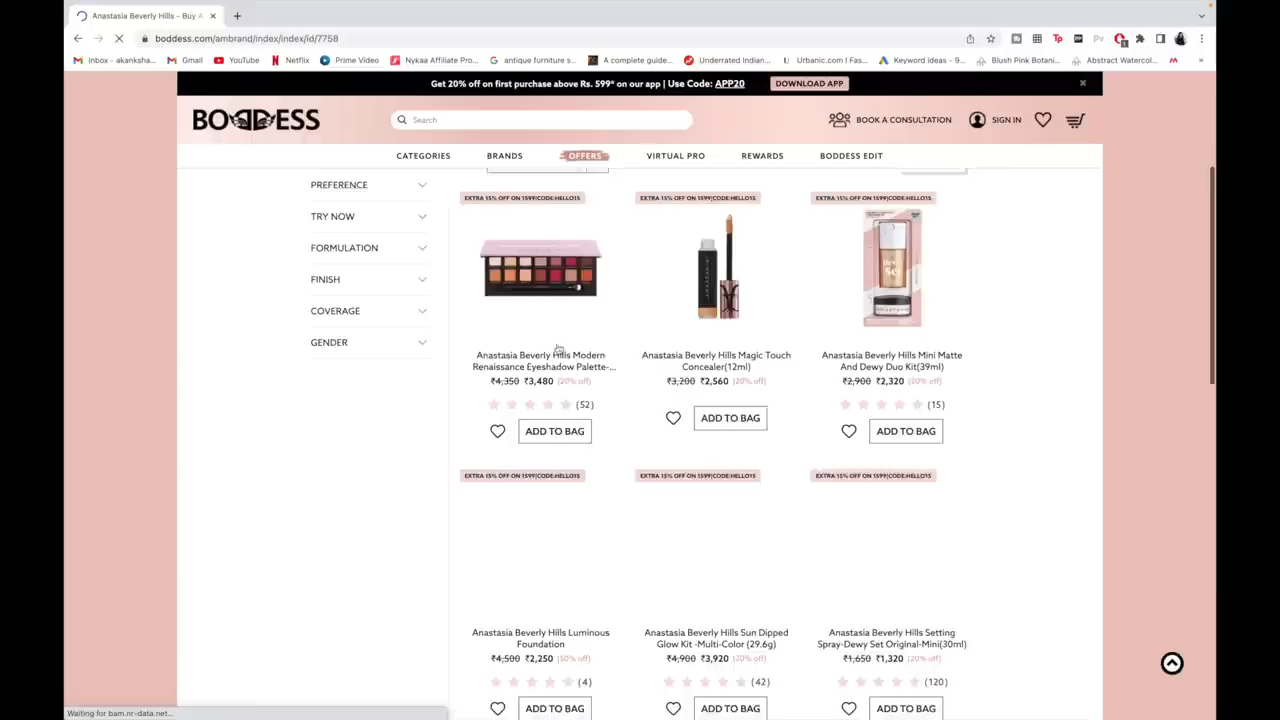 Anastasia Beverly Hills - Buy A
boddess.com/ambrand/index/index/id/7758
Inbox - akanksha... Gmail YouTube Netflix Prime Video Nykaa Affiliate Pro... antique furniture s... A complete guide... Underrated Indian... Urbanic.com I Fas... Keyword ideas - 9... Blush Pink Botani... Abstract Watercol...
Get 20% off on first purchase above Rs. 599* on our app | Use Code: APP20 DOWNLOAD APP
BODDESS Search BOOK A CONSULTATION SIGN IN
CATEGORIES BRANDS OFFERS VIRTUAL PRO REWARDS BODDESS EDIT
PREFERENCE
TRY NOW
FORMULATION
FINISH
COVERAGE
GENDER
EXTRA 15% OFF ON 1599|CODE:HELLO15 EXTRA 15% OFF ON 1599|CODE:HELLO15 EXTRA 15% OFF ON 1599|CODE:HELLO15
Anastasia Beverly Hills Modern
Renaissance Eyeshadow Palette-...
₹4,350 ₹3,480 (20% off)
(52)
ADD TO BAG
Anastasia Beverly Hills Magic Touch
Concealer(12ml)
₹3,200 ₹2,560 (20% off)
ADD TO BAG
Anastasia Beverly Hills Mini Matte
And Dewy Duo Kit(39ml)
₹2,900 ₹2,320 (20% off)
(15)
ADD TO BAG
EXTRA 15% OFF ON 1599|CODE:HELLO15 EXTRA 15% OFF ON 1599|CODE:HELLO15 EXTRA 15% OFF ON 1599|CODE:HELLO15
Anastasia Beverly Hills Luminous
Foundation
₹4,500 ₹2,250 (50% off)
(4)
ADD TO BAG
Anastasia Beverly Hills Sun Dipped
Glow Kit -Multi-Color (29.6g)
₹4,900 ₹3,920 (20% off)
(42)
ADD TO BAG
Anastasia Beverly Hills Setting
Spray-Dewy Set Original-Mini(30ml)
₹1,650 ₹1,320 (20% off)
(120)
ADD TO BAG
Waiting for bam.nr-data.net...